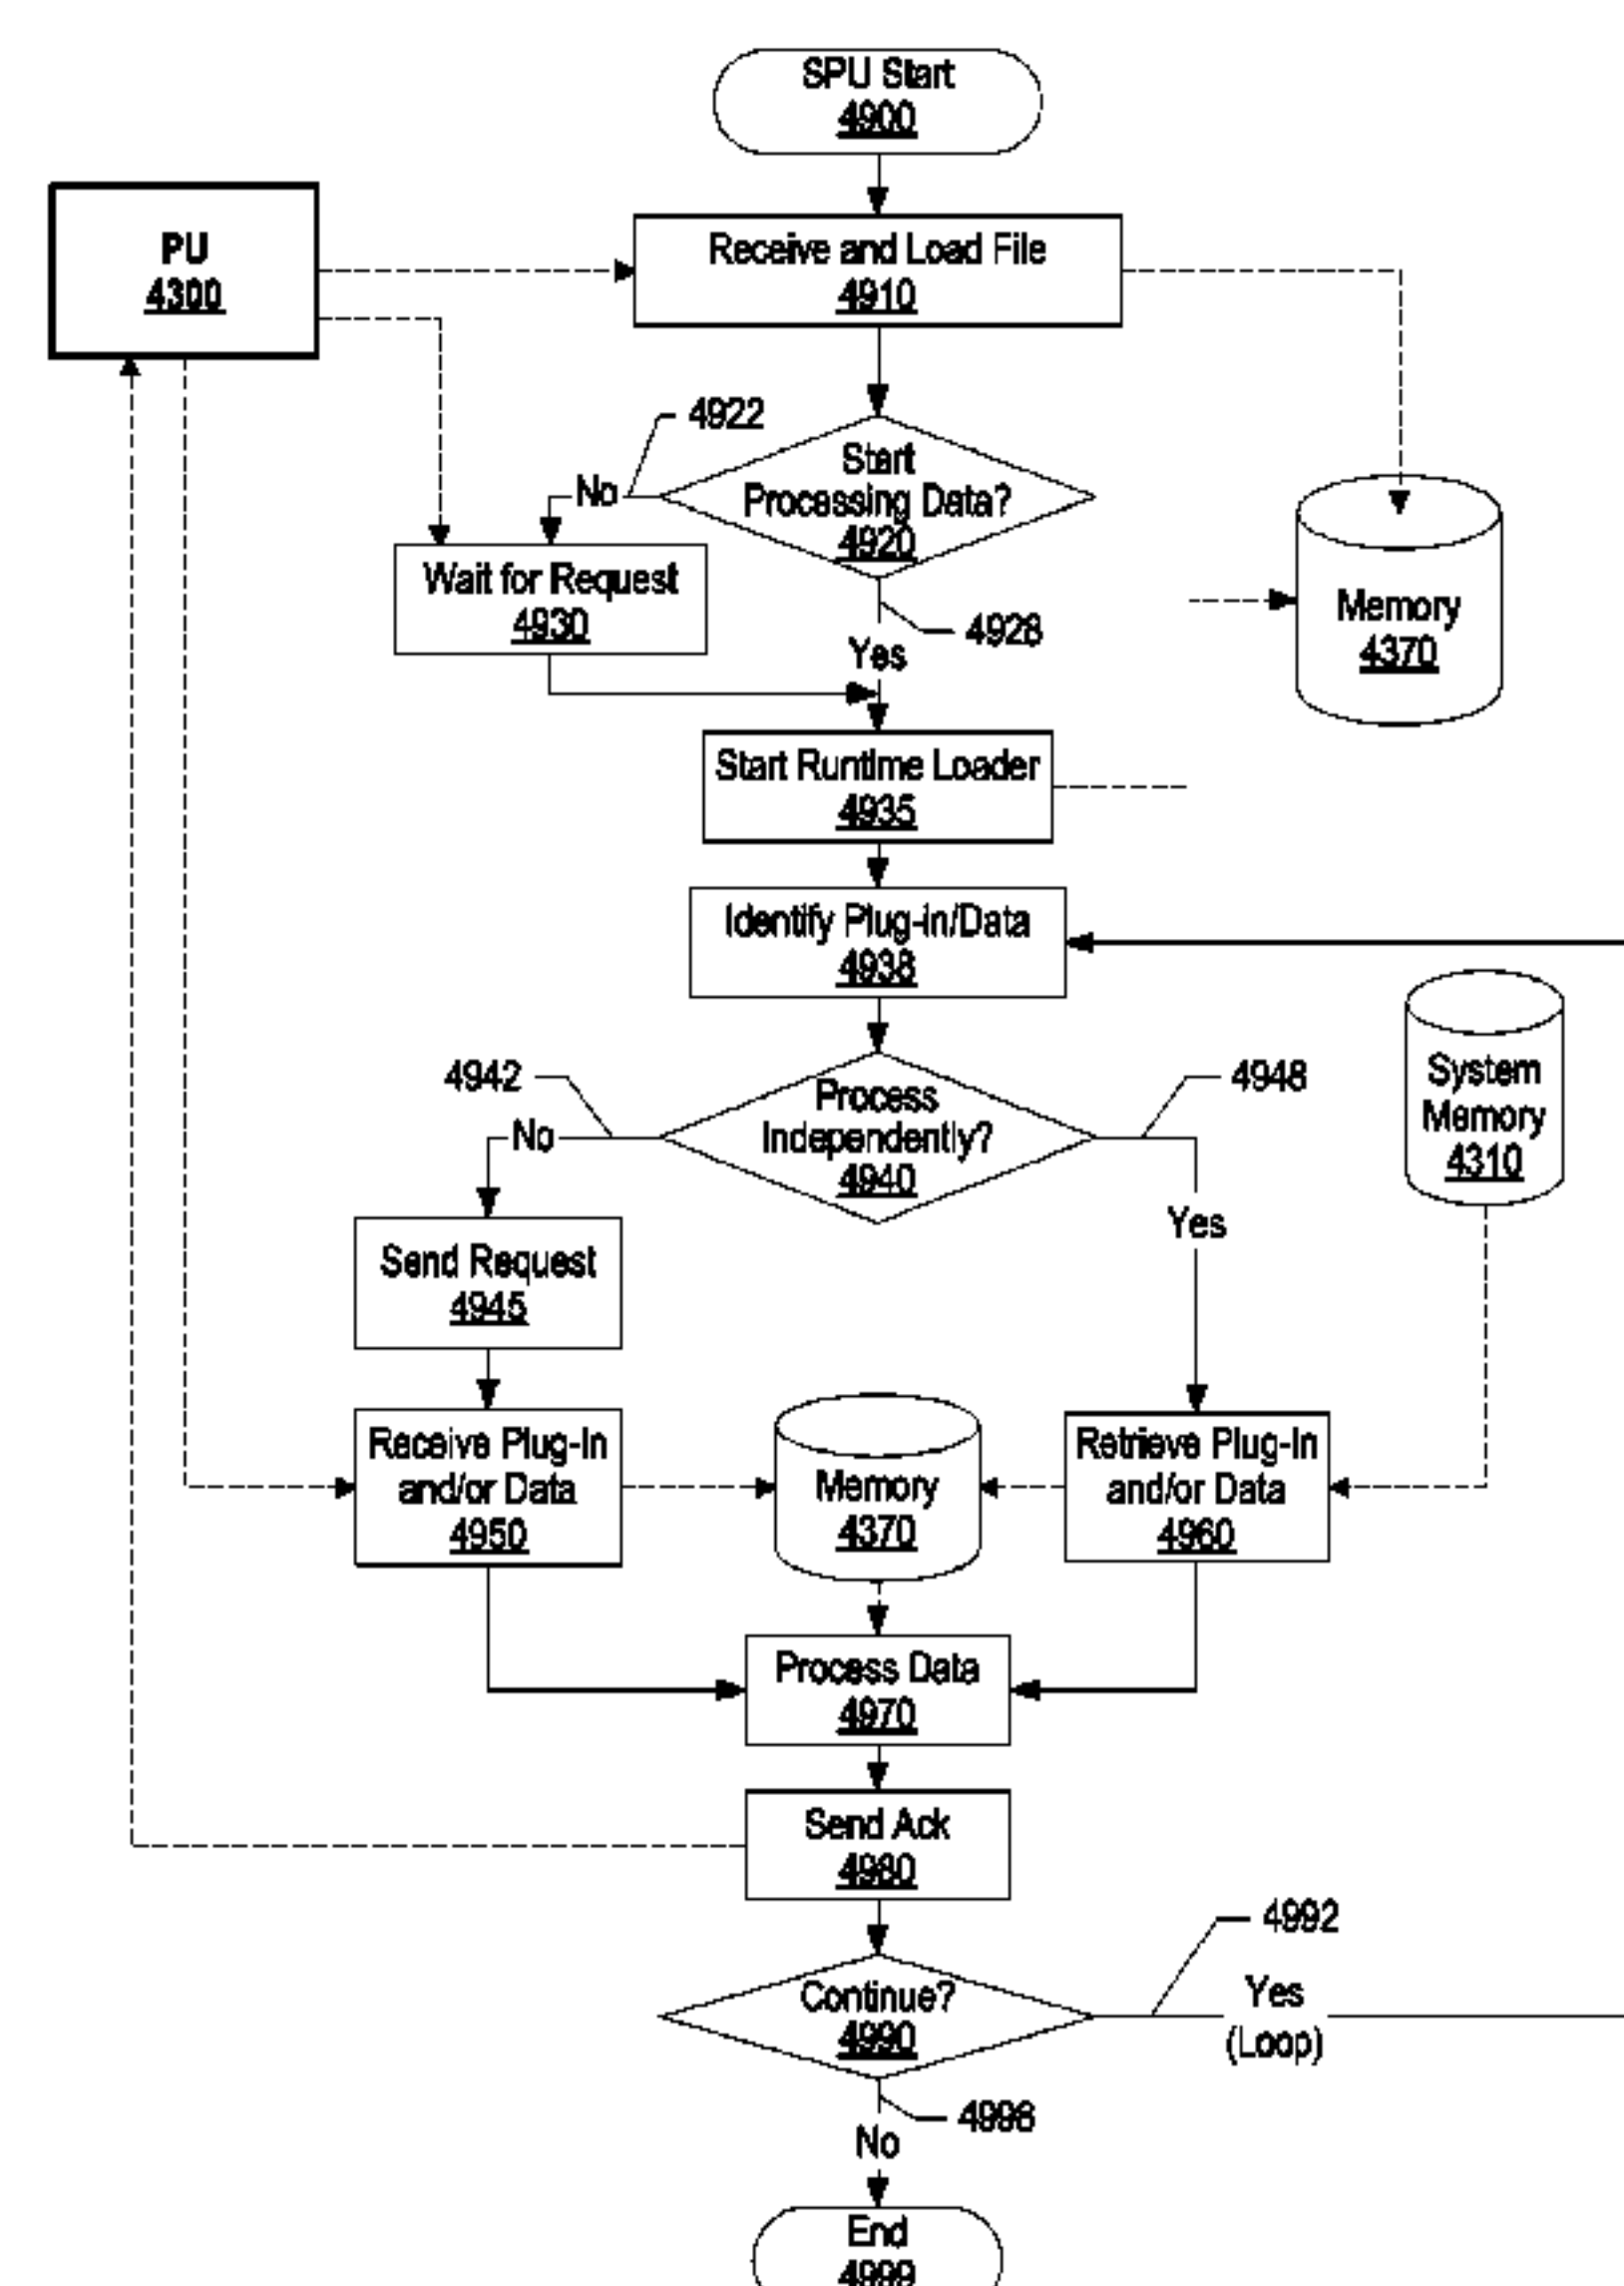 SPU Start
4900
PU
4300
Receive and Load File
4910
4922
Start
Processing Data?
4920
No
Wait for Request
4930
4928
Yes
Memory
4370
Start Runtime Loader
4935
Identify Plug-in/Data
4938
4942
4948
Process
Independently?
4940
No
Yes
System
Memory
4310
Send Request
4945
Receive Plug-In
and/or Data
4950
Memory
4370
Retrieve Plug-In
and/or Data
4960
Process Data
4970
Send Ack
4980
4992
Continue?
4990
Yes
(Loop)
4998
No
End
4999